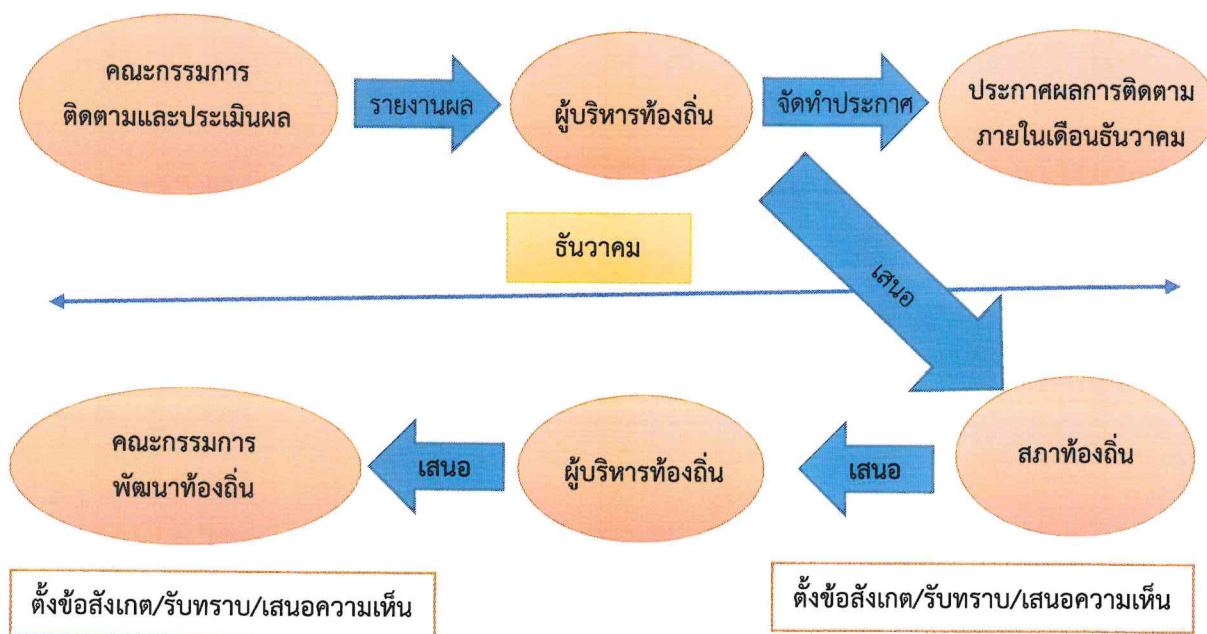 คณะกรรมการ
ติดตามและประเมินผล
รายงานผล
ผู้บริหารท้องถิ่น
จัดทำประกาศ
ประกาศผลการติดตาม
ภายในเดือนธันวาคม
ธันวาคม
เสนอ
คณะกรรมการ
พัฒนาท้องถิ่น
เสนอ
ผู้บริหารท้องถิ่น
เสนอ
สภาท้องถิ่น
ตั้งข้อสังเกต/รับทราบ/เสนอความเห็น
ตั้งข้อสังเกต/รับทราบ/เสนอความเห็น